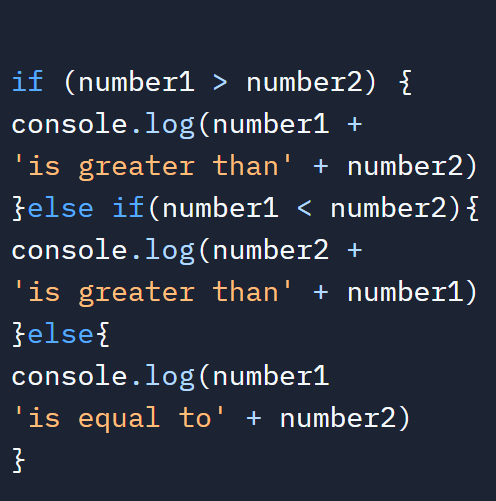 if (number1 > number2) {
console.log(number1 +
'is greater than' + number2)
}else if(number1 < number2){
console.log(number2 +
'is greater than' + number1)
}else{
console.log(number1
'is equal to' + number2)
}